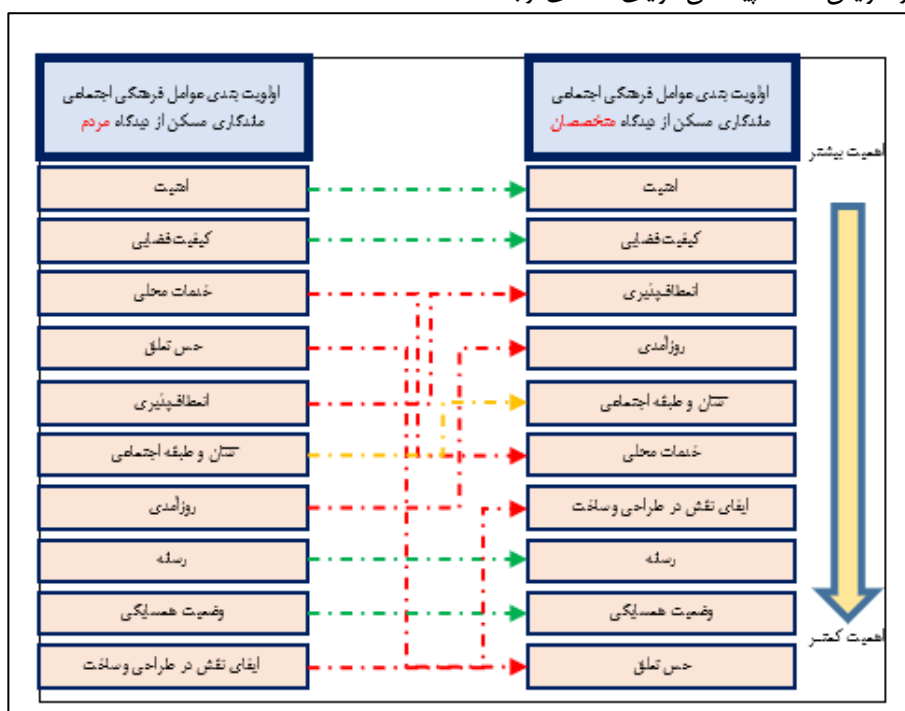 اولویت بندی عوامل فرهنگی اجتماعی
ماندگاری مسکن از دیدگاه متخصصان
اولویت بندی عوامل فرهنگی اجتماعی
ماندگاری مسکن از دیدگاه مردم
اهمیت بیشتر
امنیت
امنیت
کیفیت فضایی
کیفیت فضایی
انعطاف‌پذیری
خدمات محلی
روزآمدی
حس تعلق
شان و طبقه اجتماعی
انعطاف‌پذیری
خدمات محلی
شان و طبقه اجتماعی
ایفای نقش در طراحی و ساخت
روزآمدی
رسانه
رسانه
وضعیت همسایگی
وضعیت همسایگی
اهمیت کمتر
حس تعلق
ایفای نقش در طراحی و ساخت